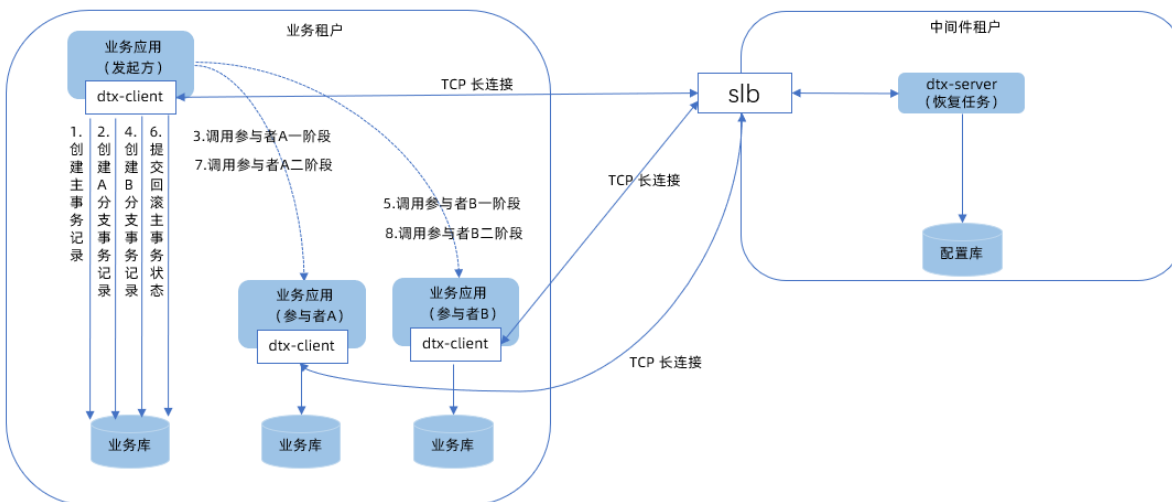 业务租户
业务应用
（发起方）
dtx-client
1.创建主事务记录
2.创建A分支事务记录
4.创建B分支事务记录
6.提交回滚主事务状态
3.调用参与者A一阶段
7.调用参与者A二阶段
5.调用参与者B一阶段
8.调用参与者B二阶段
业务应用
（参与者A）
dtx-client
业务应用
（参与者B）
dtx-client
业务库
业务库
业务库
TCP 长连接
TCP 长连接
TCP 长连接
slb
中间件租户
dtx-server
（恢复任务）
配置库